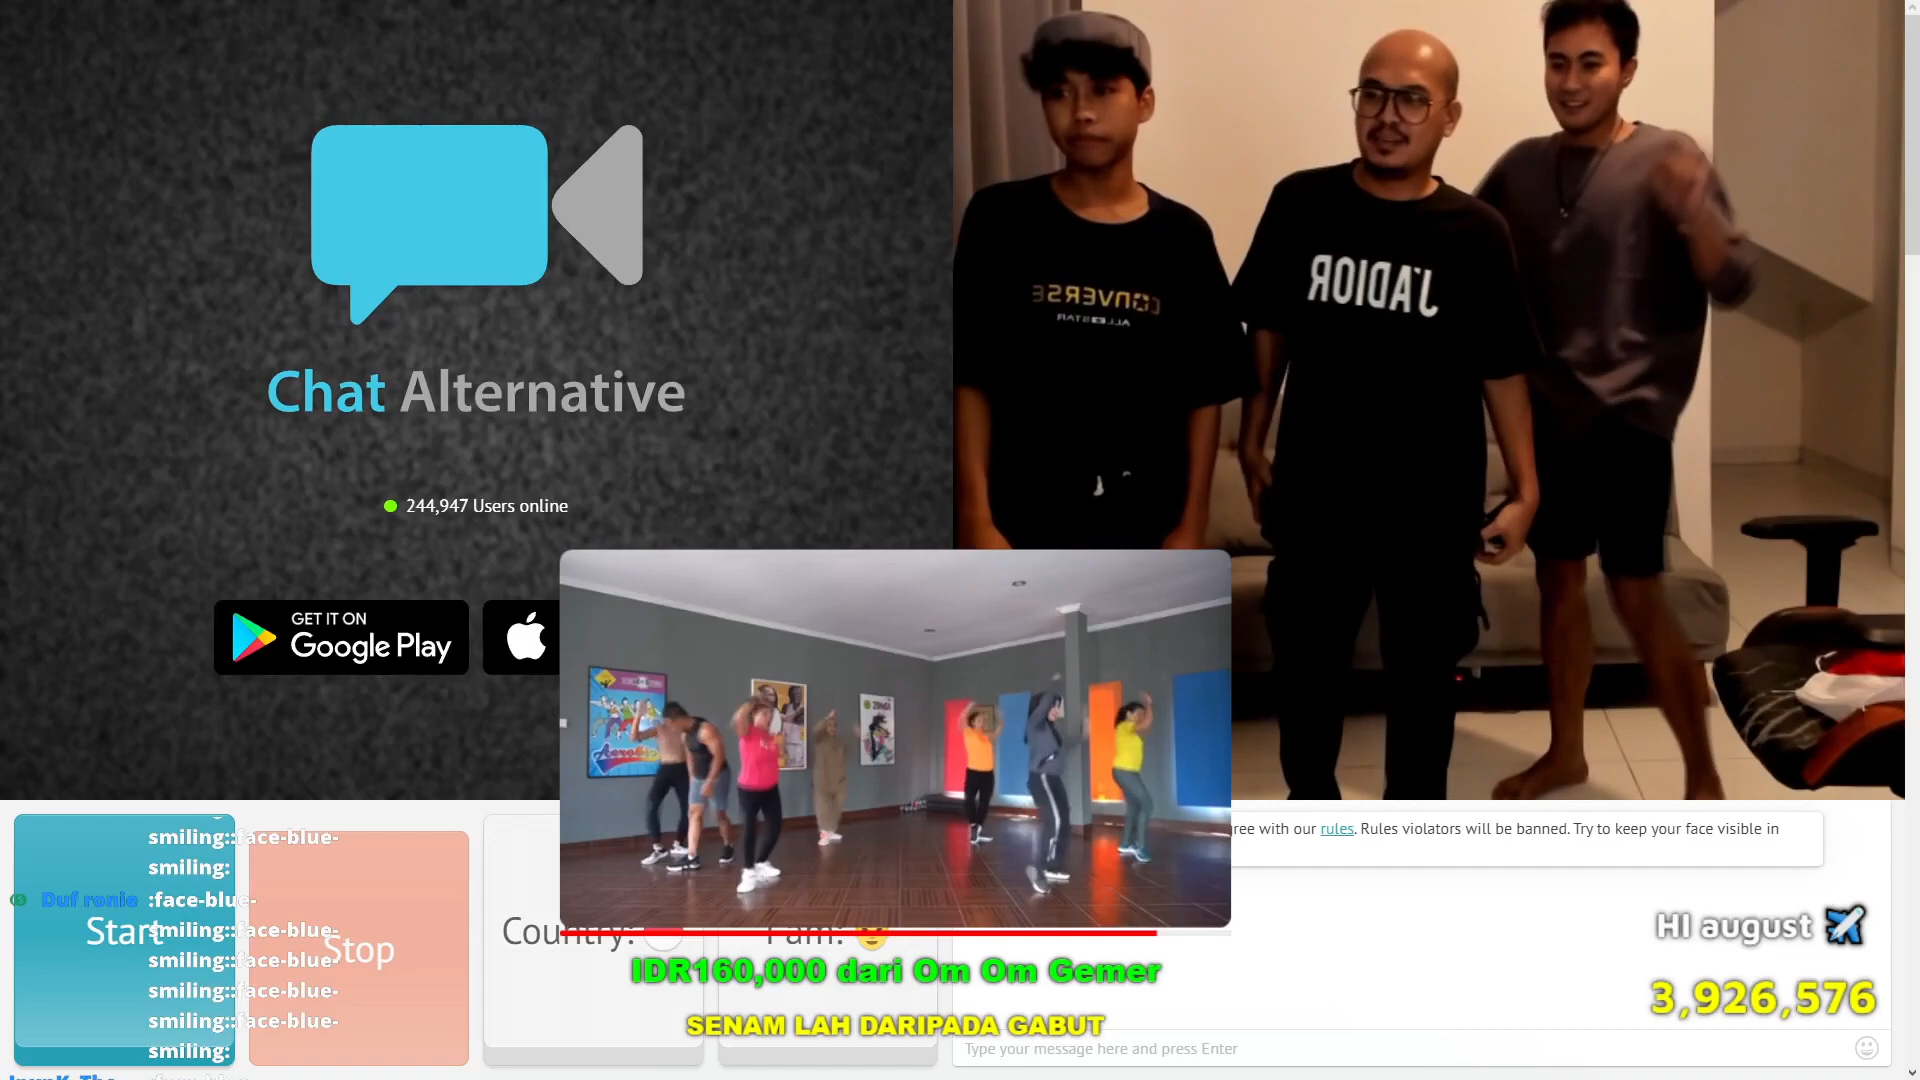 Chat Alternative
244,947 Users online
GET IT ON
Google Play
CONVERSE
ALL STAR
J'ADIOR
Start
Stop
Country:
I am:
ree with our rules. Rules violators will be banned. Try to keep your face visible in
smiling::face-blue-
smiling:
Duf ronie :face-blue-
smiling::face-blue-
smiling::face-blue-
smiling::face-blue-
smiling::face-blue-
smiling:
IDR160,000 dari Om Om Gemer
SENAM LAH DARIPADA GABUT
HI august
3,926,576
Type your message here and press Enter